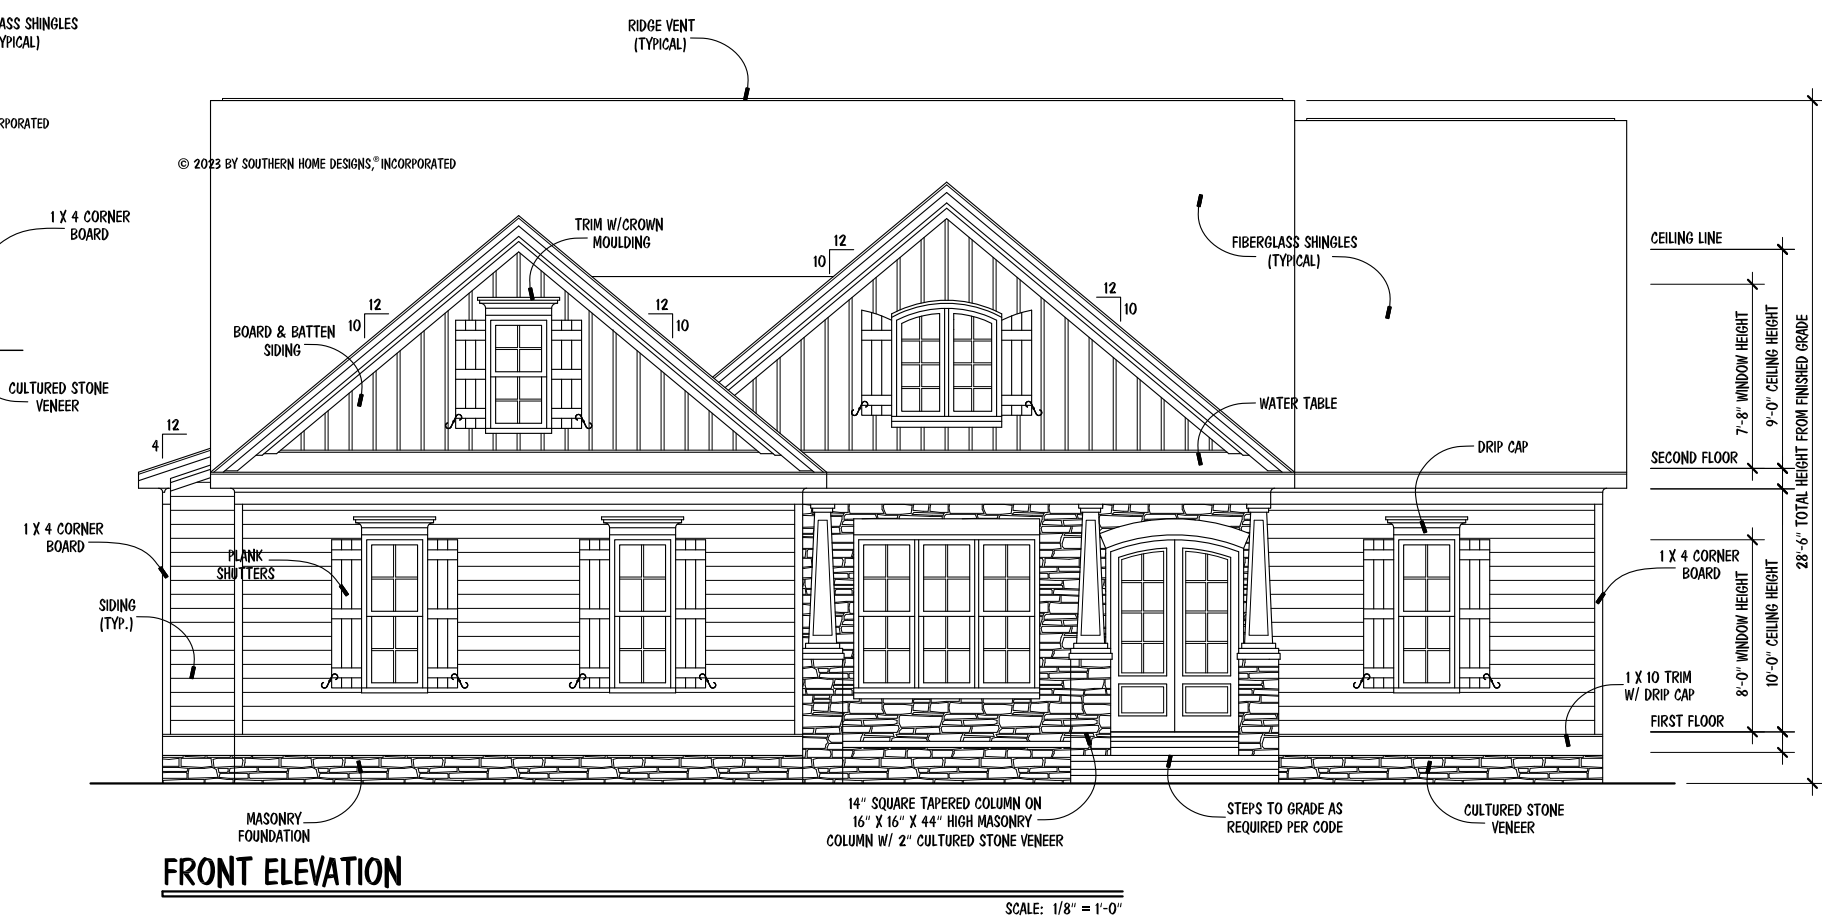 ASS SHINGLES
YPICAL)
RIDGE VENT
(TYPICAL)
RPORATED
© 2023 BY SOUTHERN HOME DESIGNS,® INCORPORATED
1 X 4 CORNER
BOARD
TRIM W/CROWN
MOULDING
12
10
FIBERGLASS SHINGLES
(TYPICAL)
CEILING LINE
12
10
12
10
12
10
BOARD & BATTEN
SIDING
CULTURED STONE
VENEER
WATER TABLE
7'-8" WINDOW HEIGHT
9'-0" CEILING HEIGHT
28'-6" TOTAL HEIGHT FROM FINISHED GRADE
12
4
DRIP CAP
SECOND FLOOR
1 X 4 CORNER
BOARD
PLANK
SHUTTERS
1 X 4 CORNER
BOARD
SIDING
(TYP.)
8'-0" WINDOW HEIGHT
10'-0" CEILING HEIGHT
1 X 10 TRIM
W/ DRIP CAP
FIRST FLOOR
MASONRY
FOUNDATION
14" SQUARE TAPERED COLUMN ON
16" X 16" X 44" HIGH MASONRY
COLUMN W/ 2" CULTURED STONE VENEER
STEPS TO GRADE AS
REQUIRED PER CODE
CULTURED STONE
VENEER
FRONT ELEVATION
SCALE: 1/8" = 1'-0"